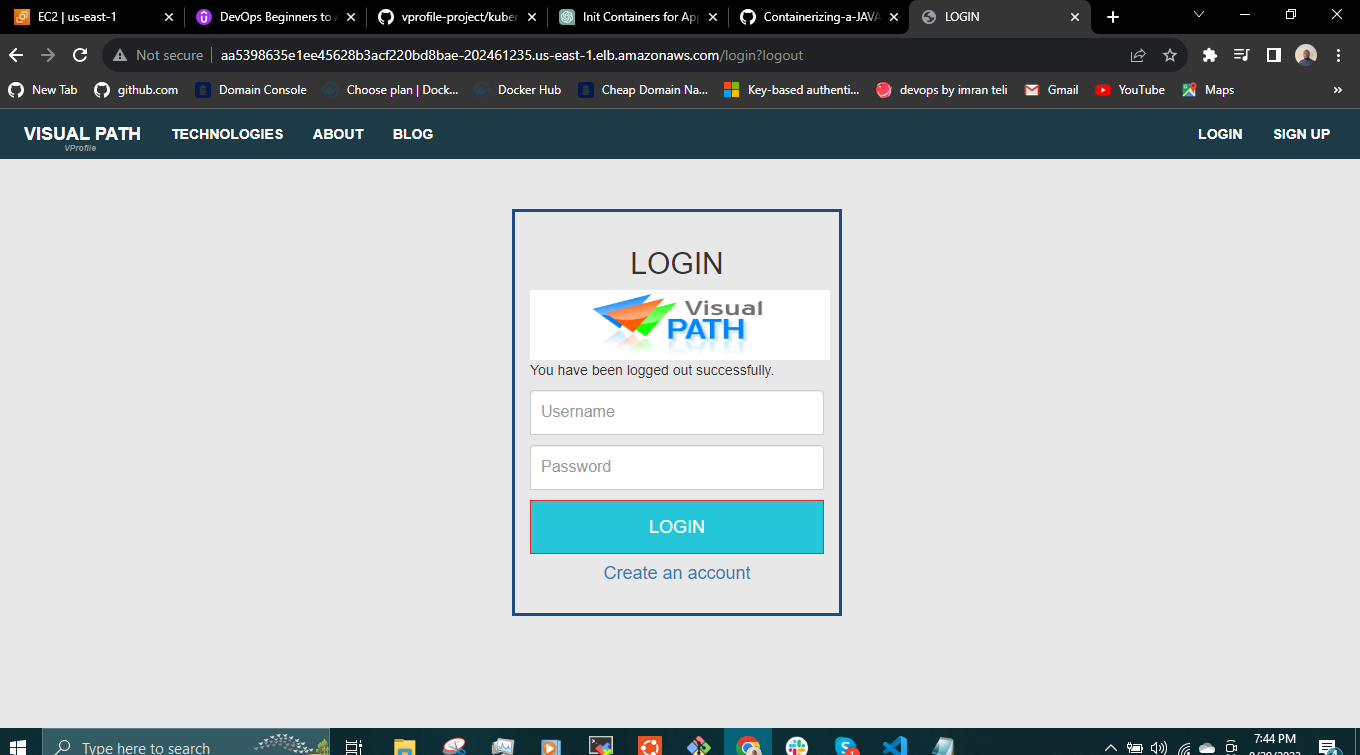 EC2 | us-east-1
DevOps Beginners to A
vprofile-project/kuber
Init Containers for App
Containerizing-a-JAVA
LOGIN
Not secure
aa5398635e1ee45628b3acf220bd8bae-202461235.us-east-1.elb.amazonaws.com/login?logout
New Tab
github.com
Domain Console
Choose plan | Dock...
Docker Hub
Cheap Domain Na...
Key-based authenti...
devops by imran teli
Gmail
YouTube
Maps
»
VISUAL PATH
VProfile
TECHNOLOGIES
ABOUT
BLOG
LOGIN
SIGN UP
LOGIN
Visual
PATH
You have been logged out successfully.
Username
Password
LOGIN
Create an account
Type here to search
7:44 PM